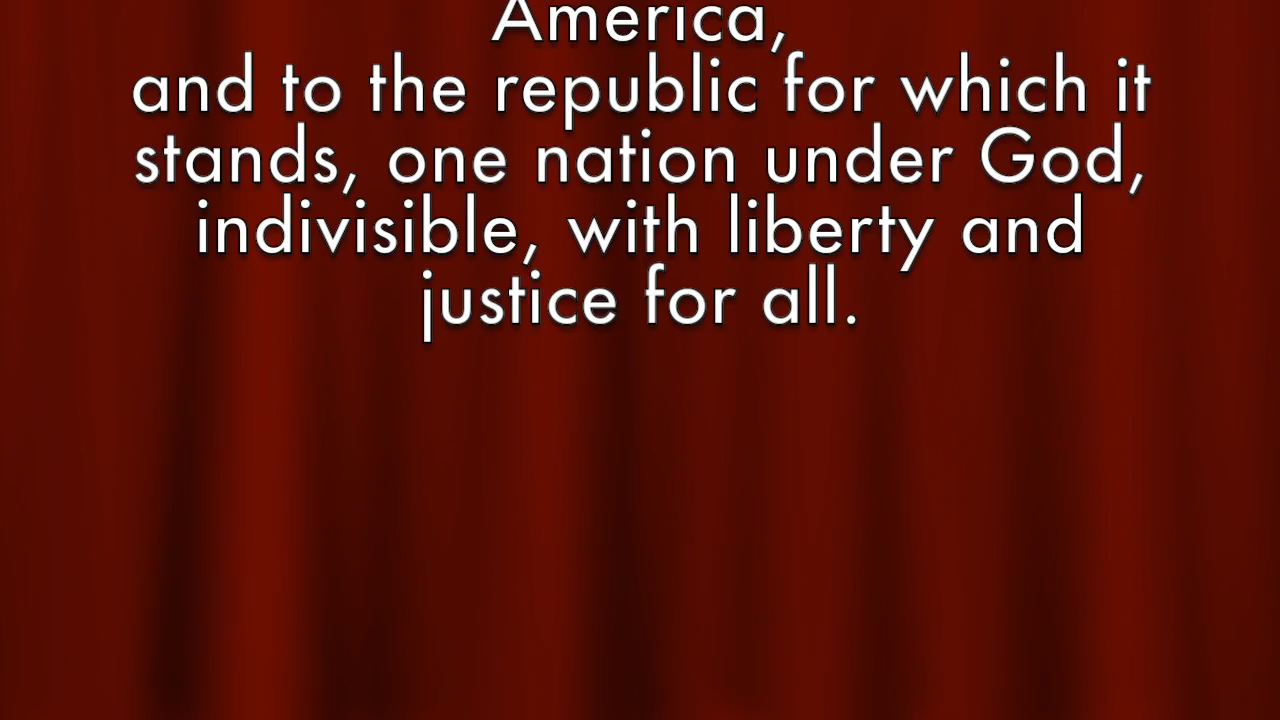 America,
and to the republic for which it
stands, one nation under God,
indivisible, with liberty and
justice for all.